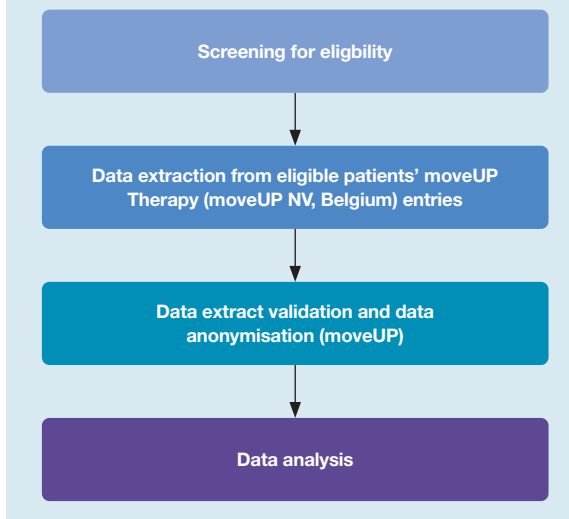 Screening for eligbility
Data extraction from eligible patients’ moveUP
Therapy (moveUP NV, Belgium) entries
Data extract validation and data
anonymisation (moveUP)
Data analysis